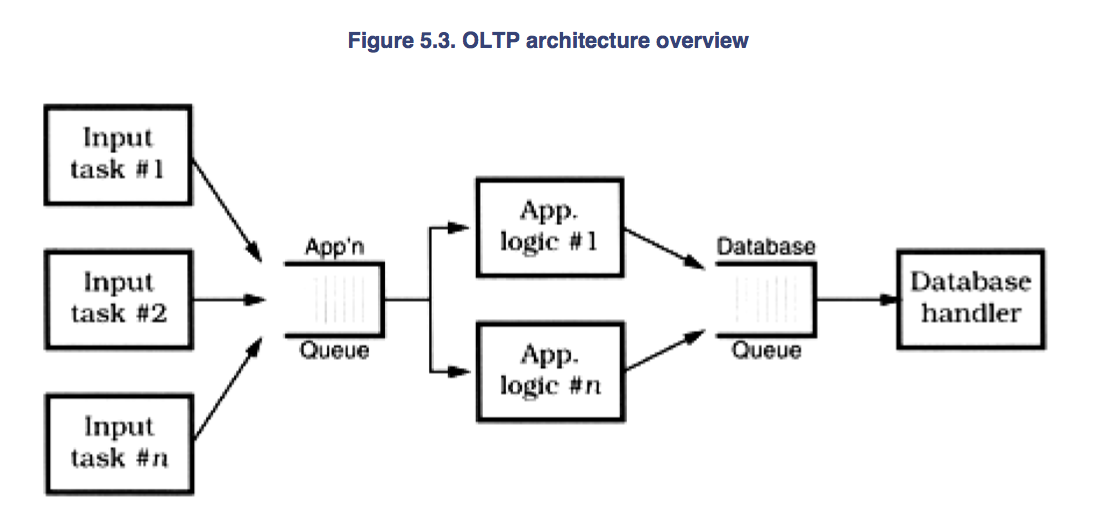 Figure 5.3. OLTP architecture overview
Input
task #1
Input
task #2
Input
task #n
App'n
Queue
App.
logic #1
App.
logic #n
Database
Queue
Database
handler